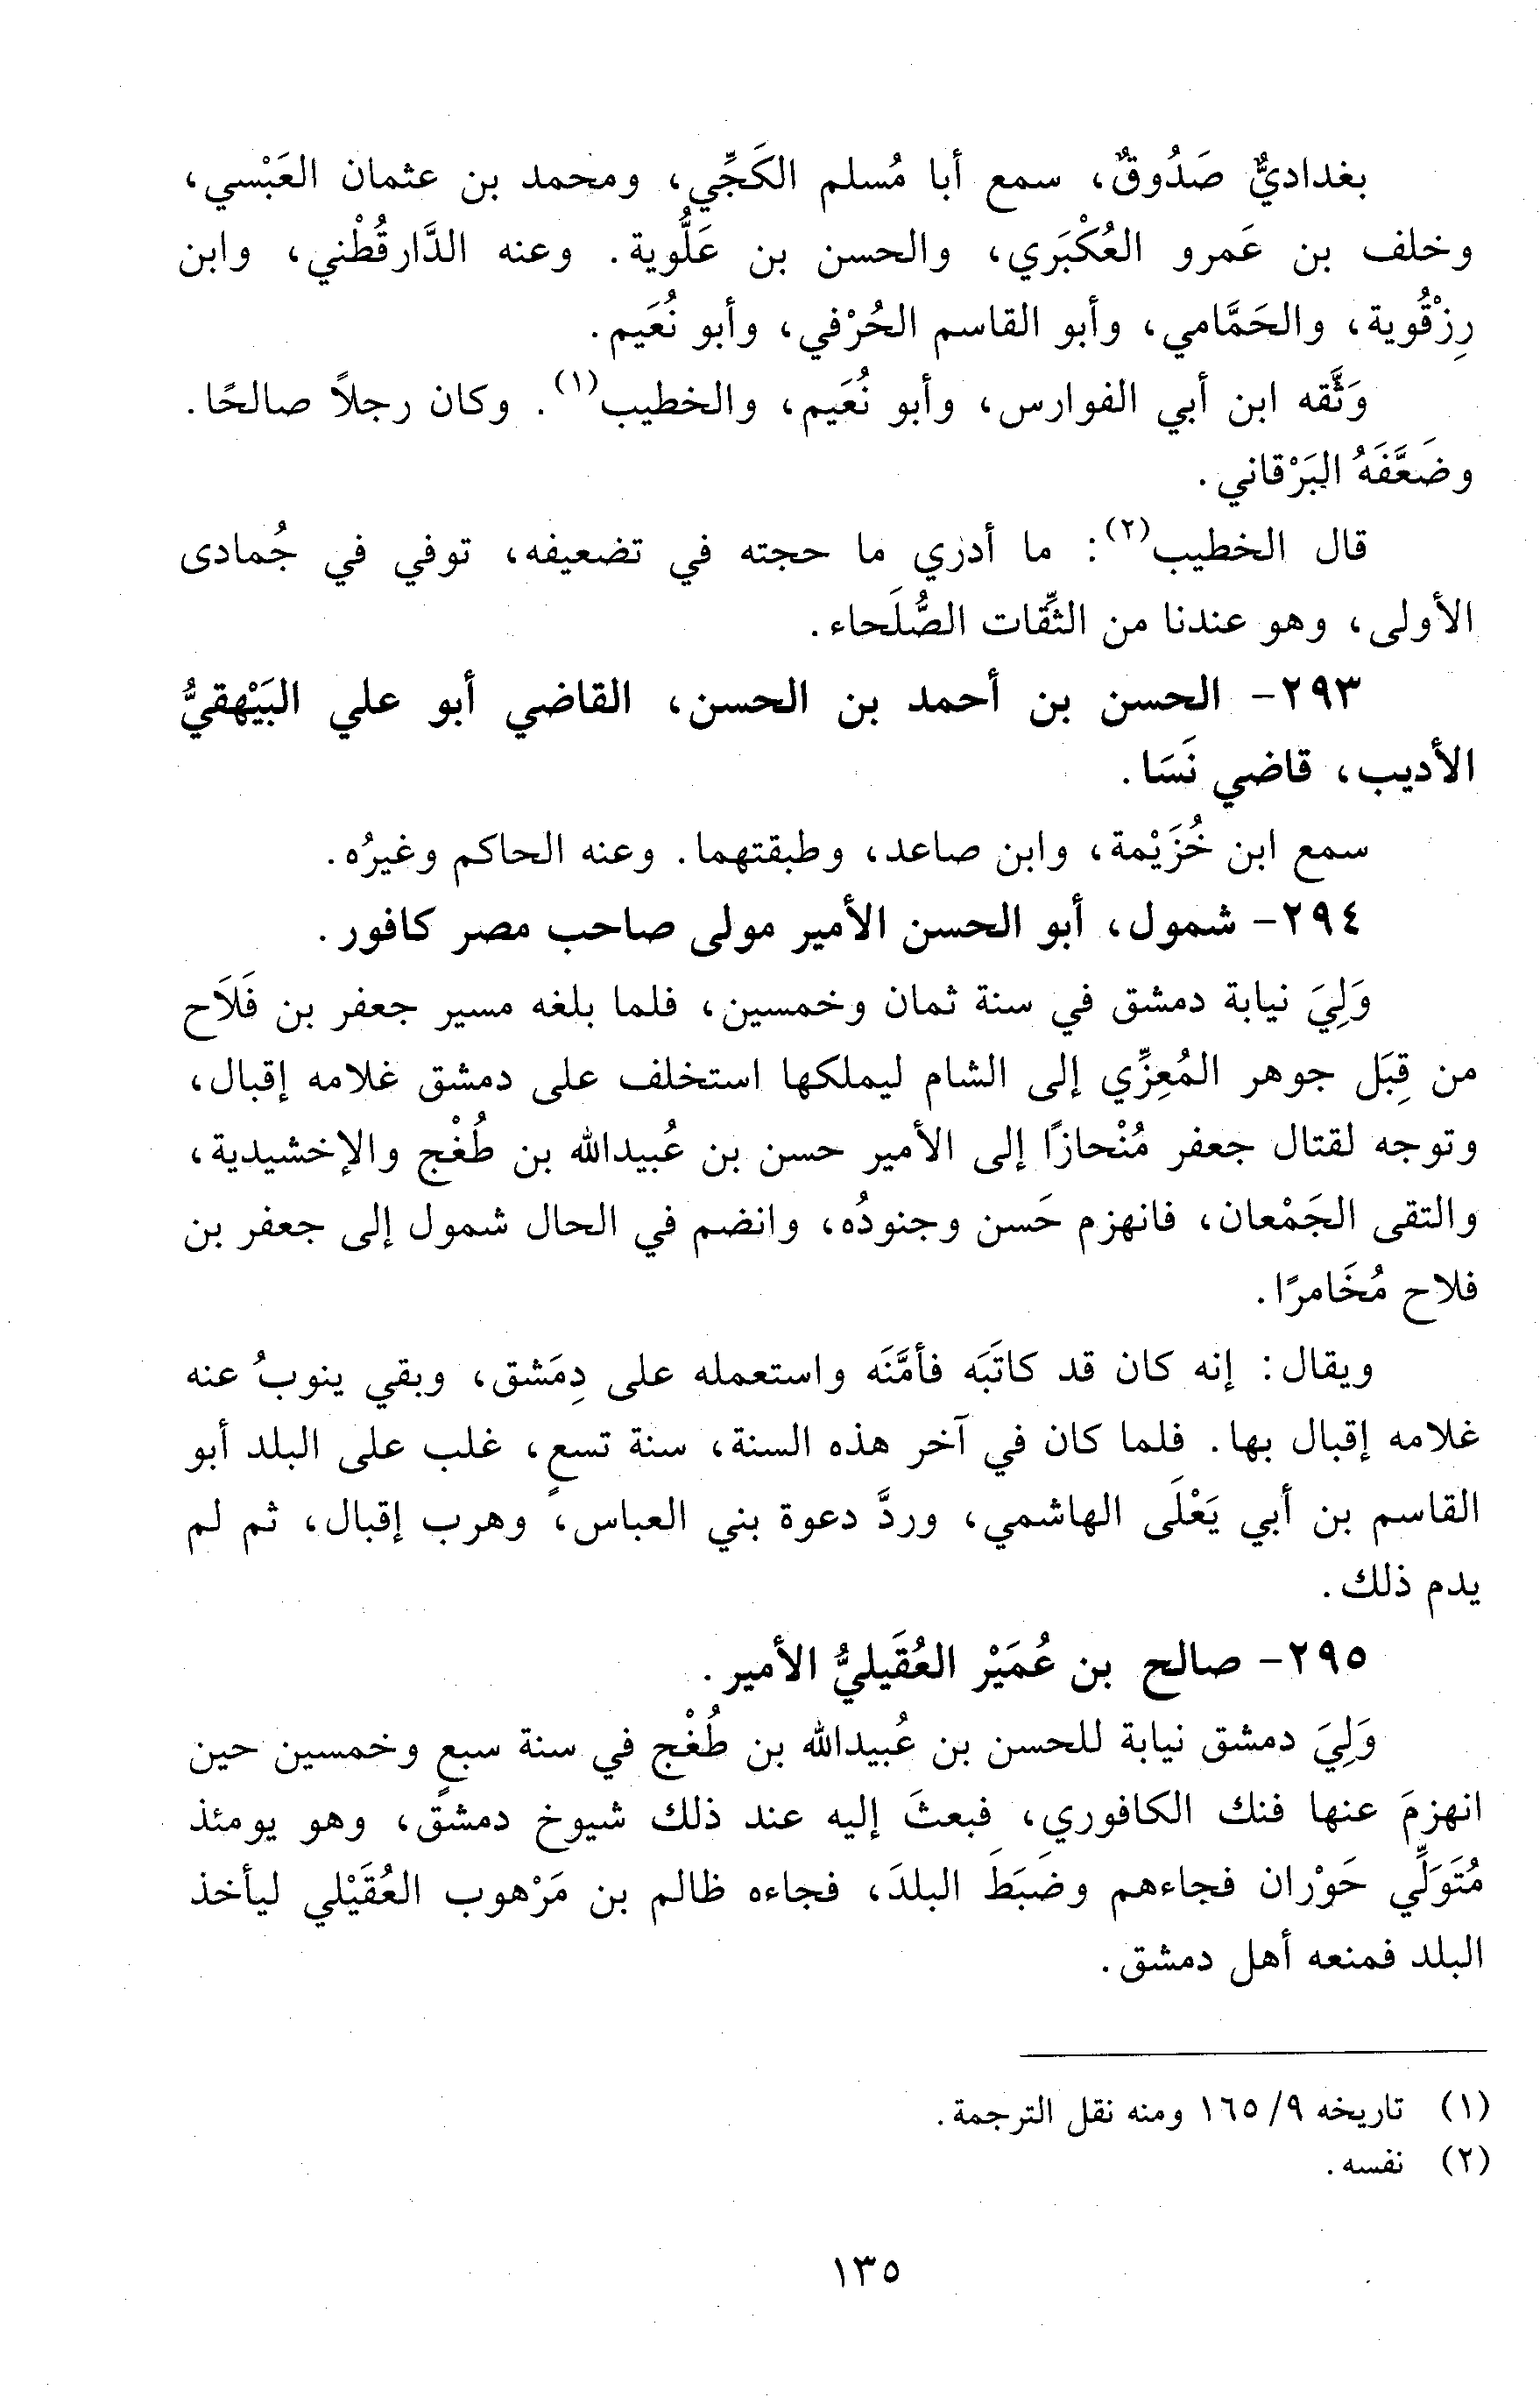 بغداديٌّ صَدُوقٌ، سمع أبا مُسلم الكَجِّي، ومحمد بن عثمان العَبْسي،
وخلف بن عَمرو العُكْبَري، والحسن بن عَلُّوية. وعنه الدَّارقُطْني، وابن
رِزْقُوية، والحَمَّامي، وأبو القاسم الحُرْفي، وأبو نُعَيم.
وَثَّقه ابن أبي الفوارس، وأبو نُعَيم، والخطيب(١). وكان رجلاً صالحًا.
وضَعَّفَهُ البَرْقاني.
قال الخطيب(٢): ما أدري ما حجته في تضعيفه، توفي في جُمادى
الأولى، وهو عندنا من الثِّقات الصُّلَحاء.
٢٩٣- الحسن بن أحمد بن الحسن، القاضي أبو علي البَيْهقيُّ
الأديب، قاضي نَسَا.
سمع ابن خُزَيْمة، وابن صاعد، وطبقتهما. وعنه الحاكم وغيرُه.
٢٩٤- شمول، أبو الحسن الأمير مولى صاحب مصر كافور.
وَلِيَ نيابة دمشق في سنة ثمان وخمسين، فلما بلغه مسير جعفر بن فَلَاح
من قِبَل جوهر المُعِزِّي إلى الشام ليملكها استخلف على دمشق غلامه إقبال،
وتوجه لقتال جعفر مُنْحازًا إلى الأمير حسن بن عُبيدالله بن طُغْج والإخشيدية،
والتقى الجَمْعان، فانهزم حَسن وجنودُه، وانضم في الحال شمول إلى جعفر بن
فلاح مُخَامرًا.
ويقال: إنه كان قد كاتَبَه فأمَّنَه واستعمله على دِمَشق، وبقي ينوبُ عنه
غلامه إقبال بها. فلما كان في آخر هذه السنة، سنة تسعٍ، غلب على البلد أبو
القاسم بن أبي يَعْلَى الهاشمي، وردَّ دعوة بني العباس، وهرب إقبال، ثم لم
يدم ذلك.
٢٩٥- صالح بن عُمَيْر العُقَيليُّ الأمير.
وَلِيَ دمشق نيابة للحسن بن عُبيدالله بن طُغْج في سنة سبعٍ وخمسين حين
انهزمَ عنها فنك الكافوري، فبعثَ إليه عند ذلك شيوخ دمشق، وهو يومئذ
مُتَوَلِّي حَوْران فجاءهم وضَبَطَ البلدَ، فجاءه ظالم بن مَرْهوب العُقَيْلي ليأخذ
البلد فمنعه أهل دمشق.
(١) تاريخه ٩/ ١٦٥ ومنه نقل الترجمة.
(٢) نفسه.
١٣٥